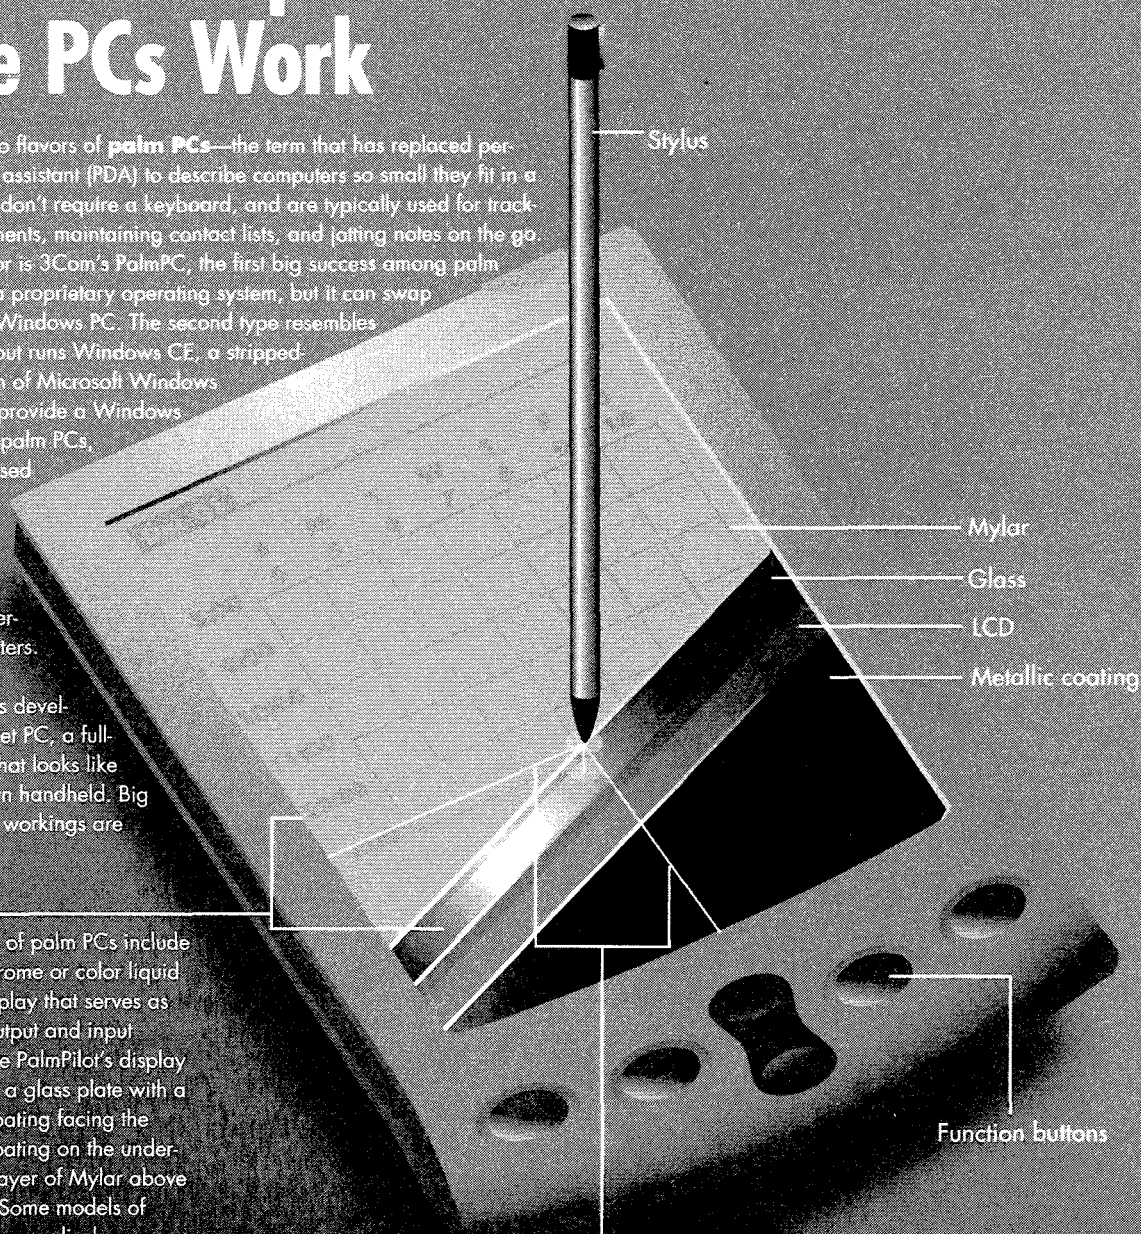 e PCs Work
e flavors of palm PCs—the term that has replaced per-
assistant (PDA) to describe computers so small they fit in a
don't require a keyboard, and are typically used for track-
ments, maintaining contact lists, and jotting notes on the go.
or is 3Com's PalmPC, the first big success among palm
a proprietary operating system, but it can swap
Windows PC. The second type resembles
but runs Windows CE, a stripped-
n of Microsoft Windows
provide a Windows
palm PCs,
sed
er-
ters.
s devel-
et PC, a full-
hat looks like
n handheld. Big
workings are
of palm PCs include
rome or color liquid
play that serves as
utput and input
e PalmPilot's display
a glass plate with a
oating facing the
oating on the under-
ayer of Mylar above
Some models of
Stylus
Mylar
Glass
LCD
Metallic coating
Function buttons